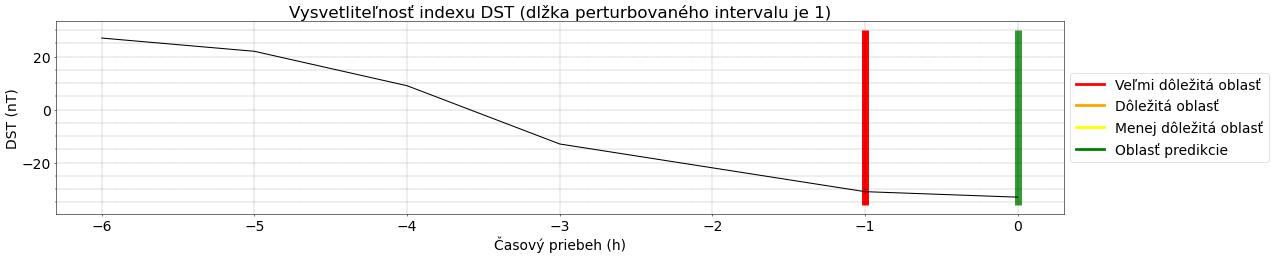 Vysvetliteľnosť indexu DST (dĺžka perturbovaného intervalu je 1)
DST (nT)
20
0
−20
−6 −5 −4 −3 −2 −1 0
Časový priebeh (h)
Veľmi dôležitá oblasť
Dôležitá oblasť
Menej dôležitá oblasť
Oblasť predikcie